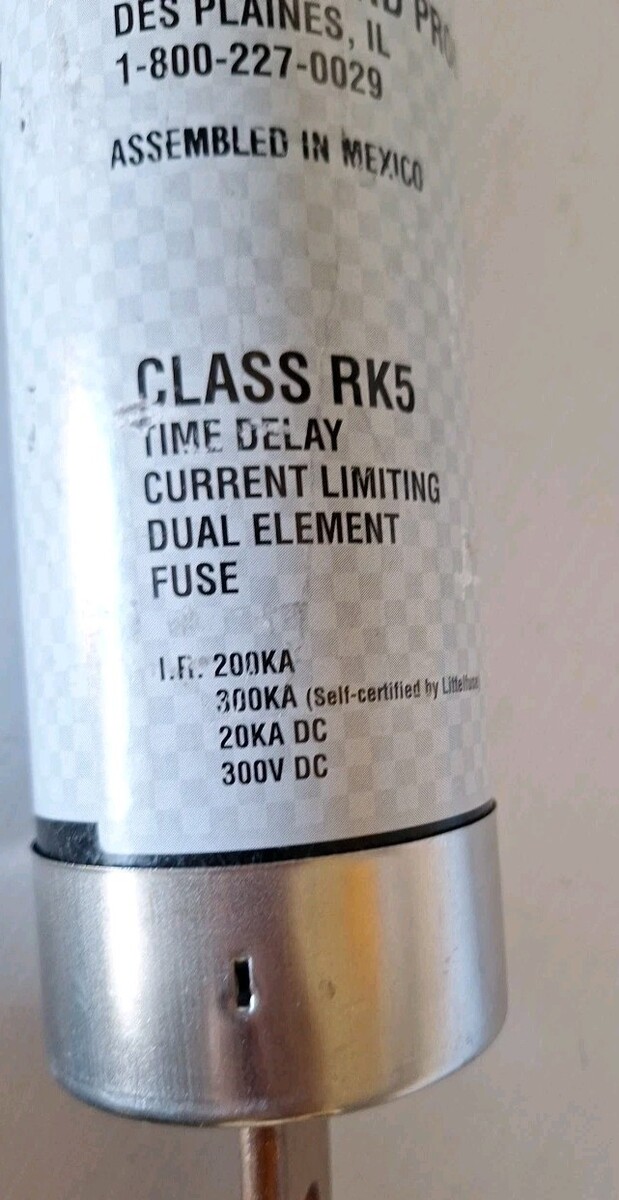 DES PLAINES, IL
1-800-227-0029
ASSEMBLED IN MEXICO
CLASS RK5
TIME DELAY
CURRENT LIMITING
DUAL ELEMENT
FUSE
I.R. 200KA
300KA (Self-certified by Littelfuse)
20KA DC
300V DC